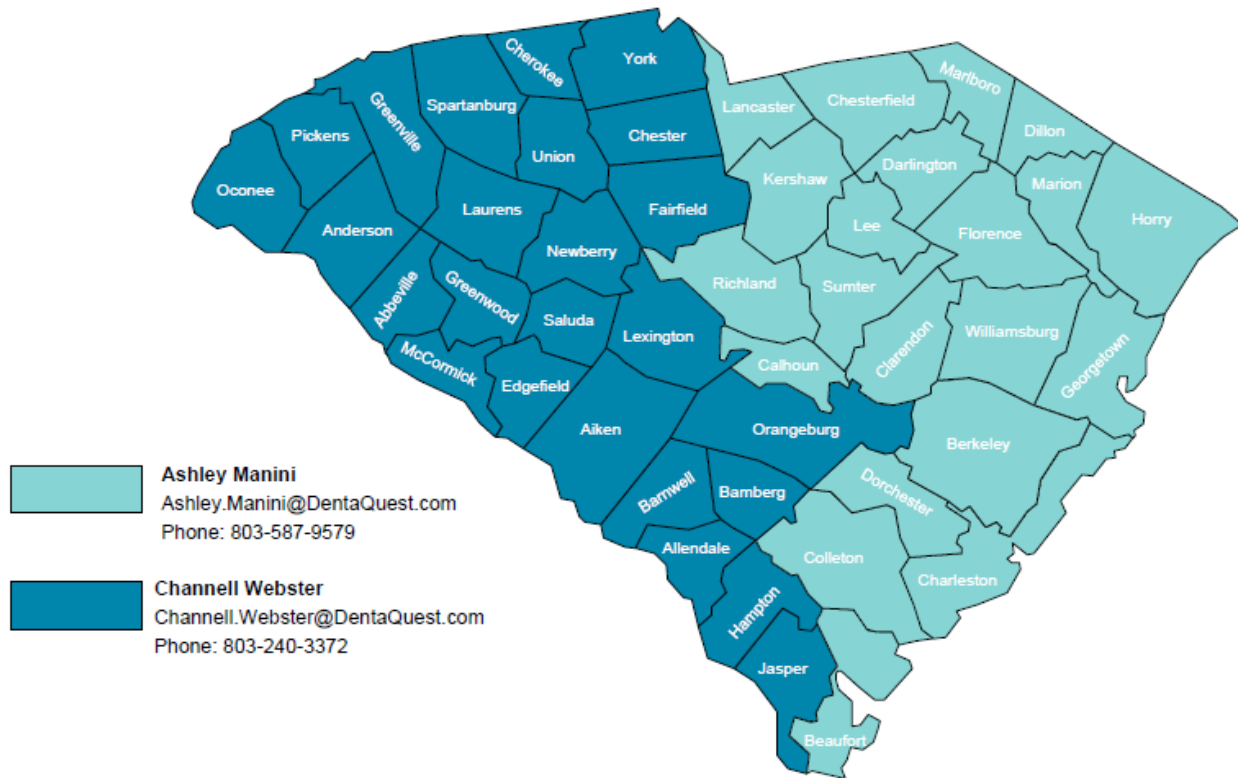 Cherokee
York
Spartanburg
Greenville
Pickens
Oconee
Union
Chester
Lancaster
Chesterfield
Marlboro
Dillon
Darlington
Marion
Kershaw
Lee
Florence
Horry
Anderson
Laurens
Newberry
Fairfield
Richland
Sumter
Abbeville
Greenwood
Saluda
Lexington
Calhoun
Clarendon
Williamsburg
Georgetown
McCormick
Edgefield
Aiken
Orangeburg
Berkeley
Barnwell
Bamberg
Dorchester
Allendale
Colleton
Charleston
Hampton
Jasper
Beaufort
Ashley Manini
Ashley.Manini@DentaQuest.com
Phone: 803-587-9579
Channell Webster
Channell.Webster@DentaQuest.com
Phone: 803-240-3372